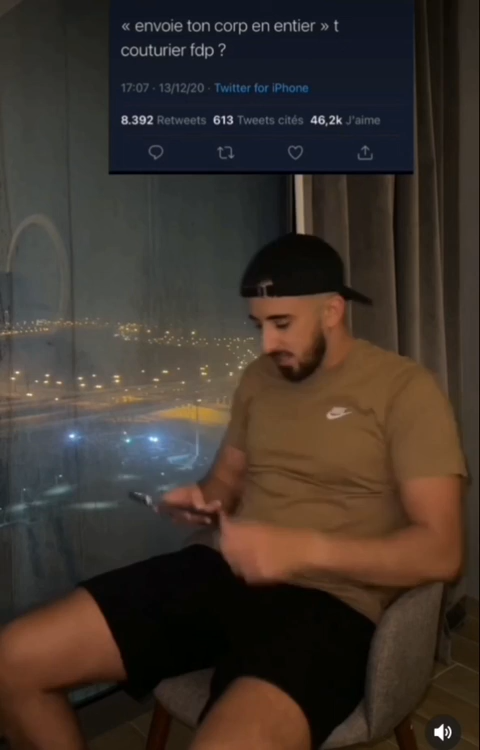 « envoie ton corp en entier » t
couturier fdp ?
17:07 · 13/12/20 · Twitter for iPhone
8.392 Retweets 613 Tweets cités 46,2k J'aime